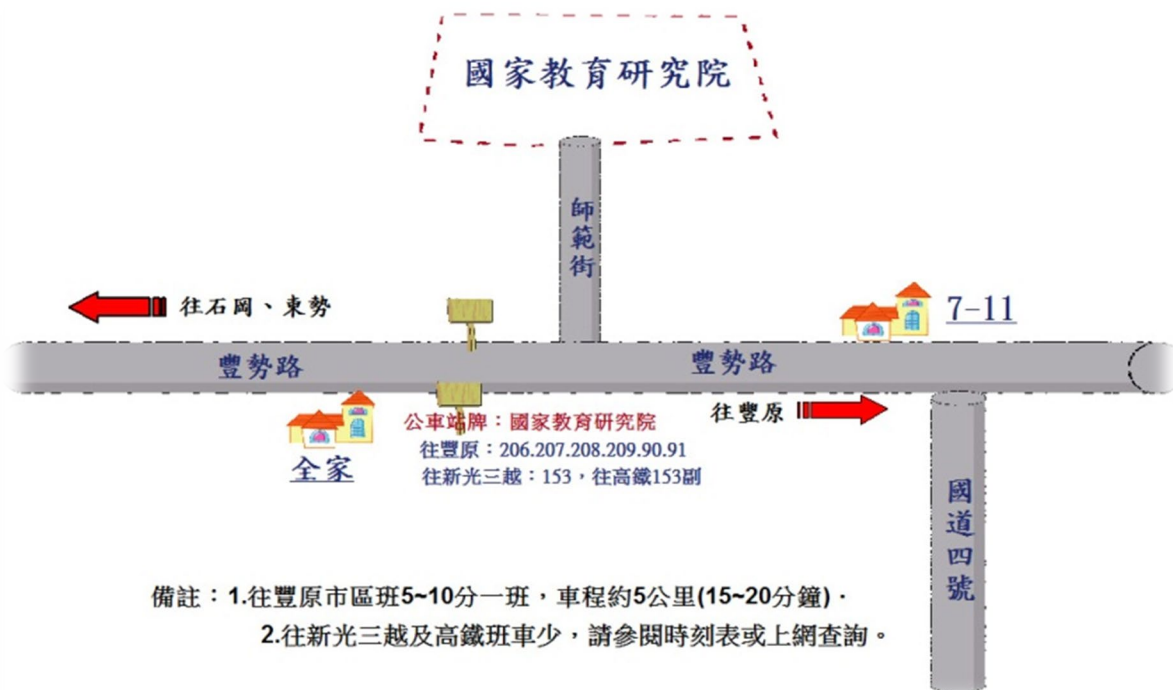 國家教育研究院
師範街
往石岡、東勢
7-11
豐勢路
豐勢路
往豐原
全家
公車站牌：國家教育研究院
往豐原：206.207.208.209.90.91
往新光三越：153，往高鐵153副
國道四號
備註：1.往豐原市區班5~10分一班，車程約5公里(15~20分鐘)．
2.往新光三越及高鐵班車少，請參閱時刻表或上網查詢。